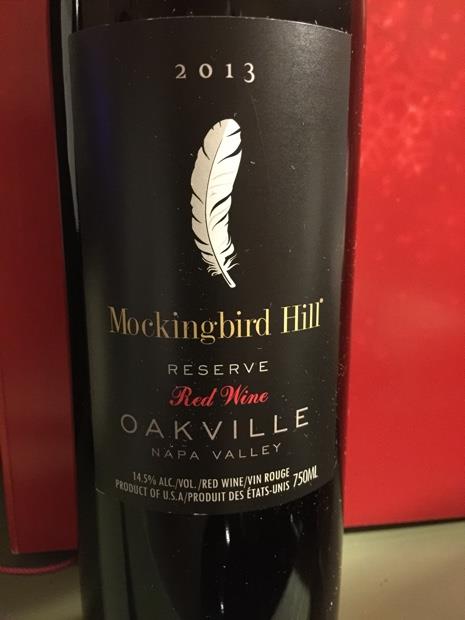 2013
Mockingbird Hill®
RESERVE
Red Wine
OAKVILLE
NAPA VALLEY
14.5% ALC./VOL./RED WINE/VIN ROUGE
PRODUCT OF U.S.A/PRODUIT DES ÉTATS-UNIS 750ML